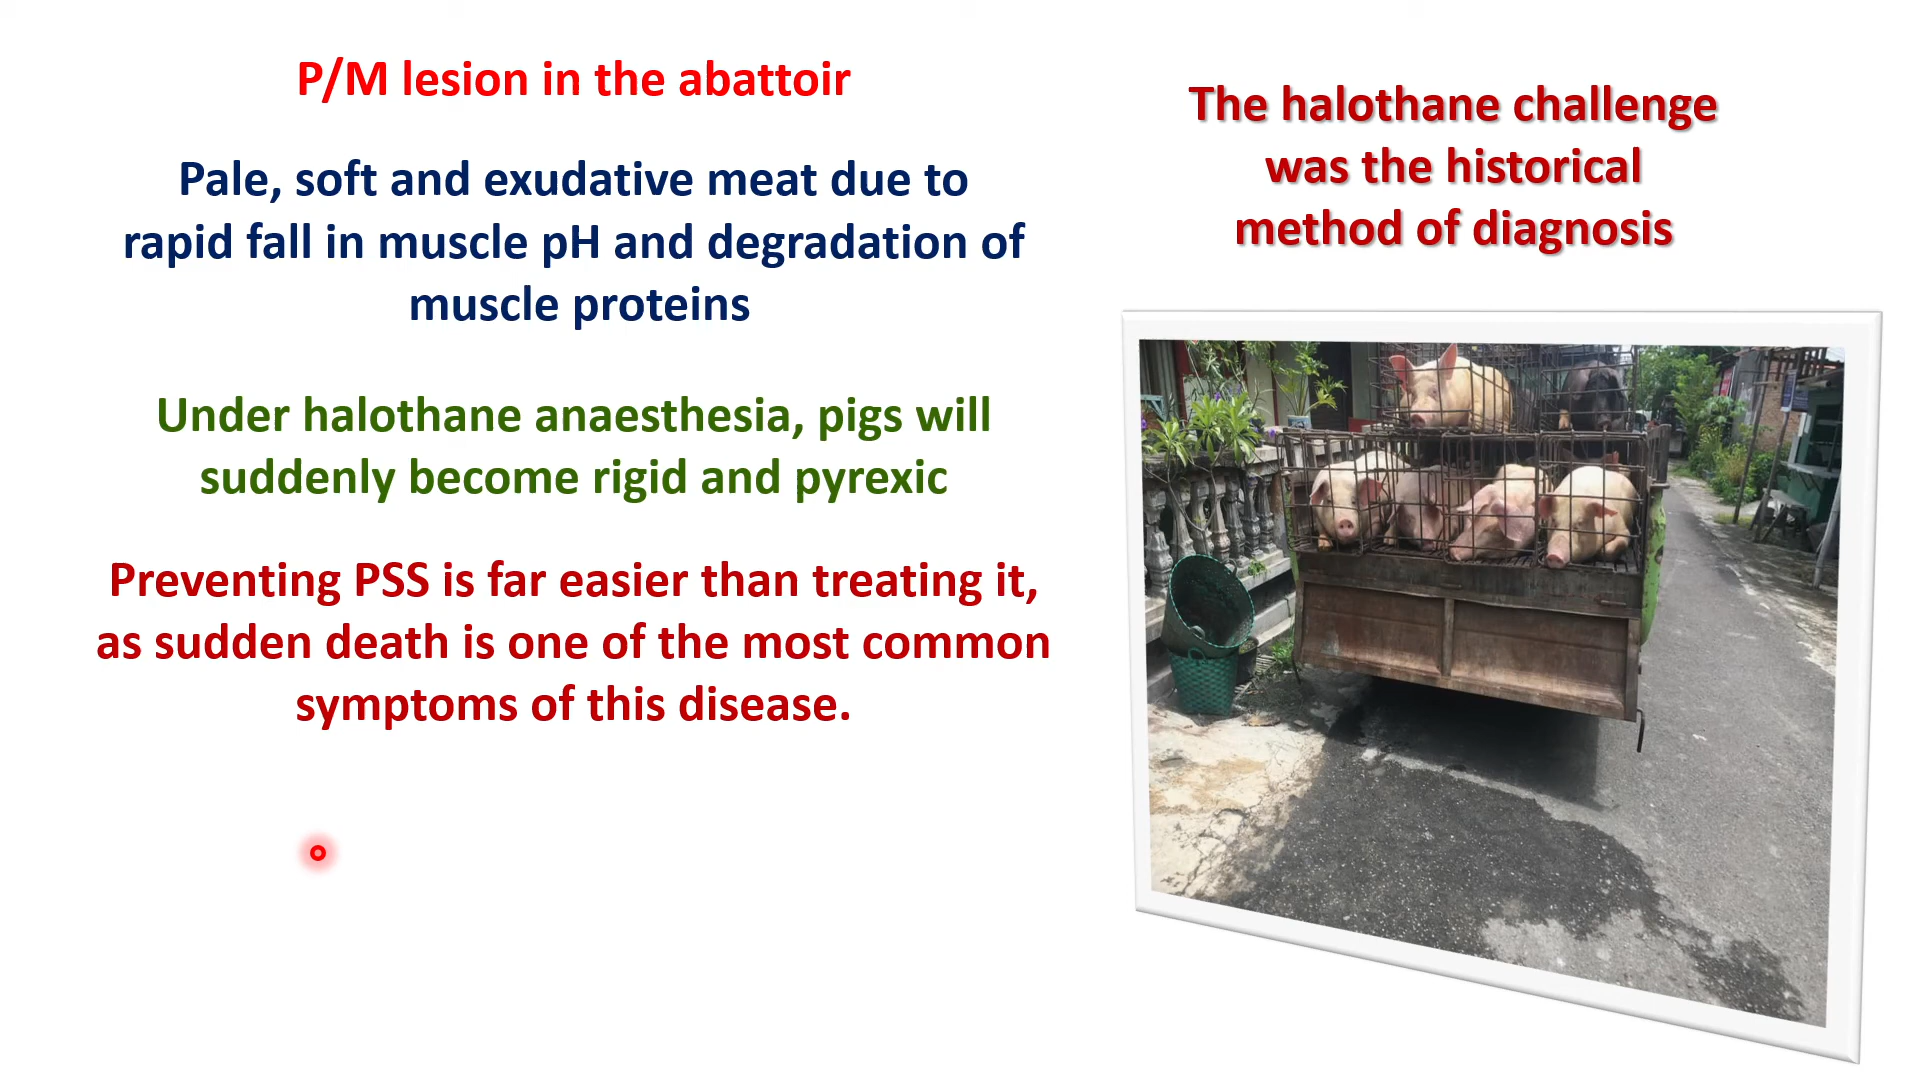 P/M lesion in the abattoir
Pale, soft and exudative meat due to
rapid fall in muscle pH and degradation of
muscle proteins
Under halothane anaesthesia, pigs will
suddenly become rigid and pyrexic
Preventing PSS is far easier than treating it,
as sudden death is one of the most common
symptoms of this disease.
The halothane challenge
was the historical
method of diagnosis